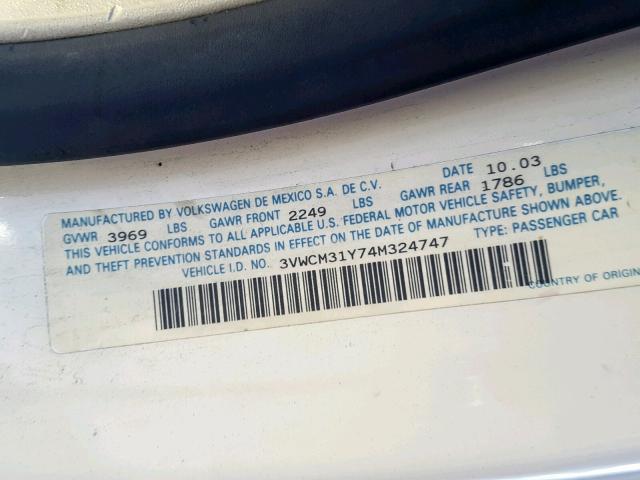 MANUFACTURED BY VOLKSWAGEN DE MEXICO S.A. DE C.V. DATE 10.03
GVWR 3969 LBS GAWR FRONT 2249 LBS GAWR REAR 1786 LBS
THIS VEHICLE CONFORMS TO ALL APPLICABLE U.S. FEDERAL MOTOR VEHICLE SAFETY, BUMPER,
AND THEFT PREVENTION STANDARDS IN EFFECT ON THE DATE OF MANUFACTURE SHOWN ABOVE.
VEHICLE I.D. NO. 3VWCM31Y74M324747 TYPE: PASSENGER CAR
COUNTRY OF ORIGIN